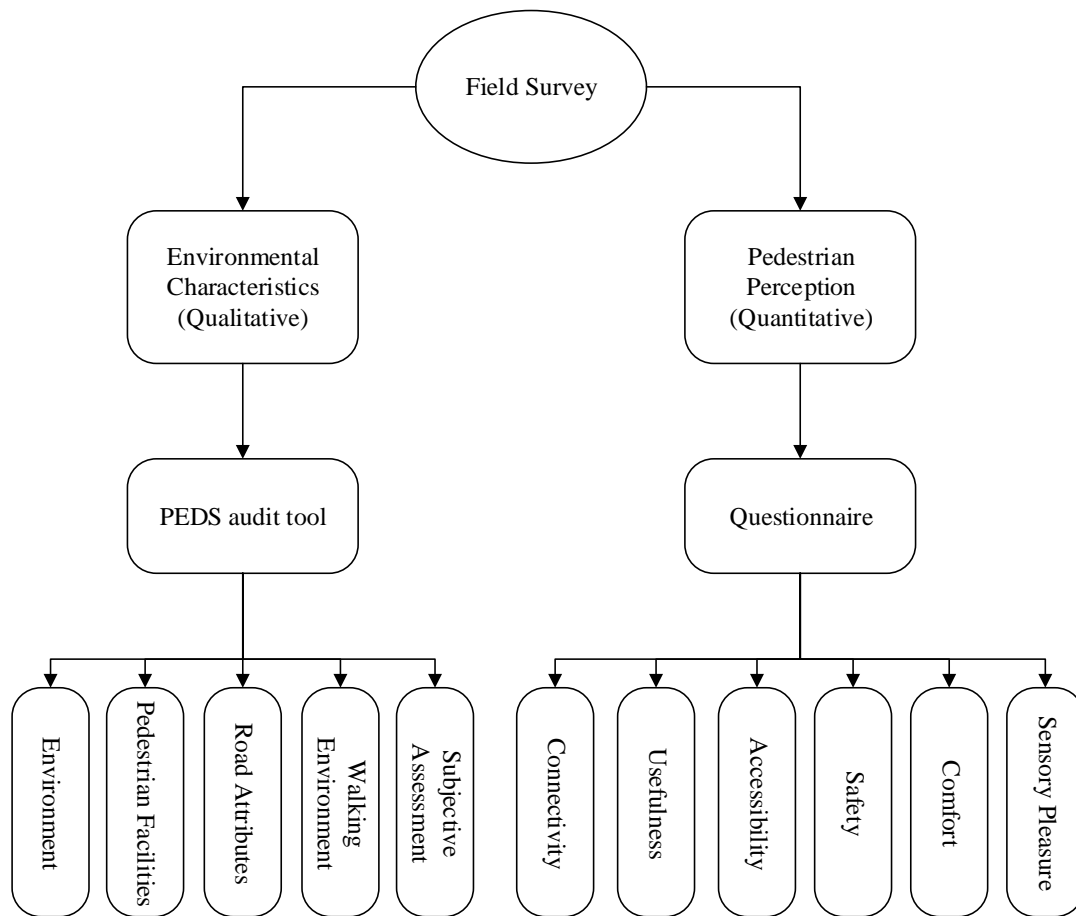 Field Survey
Environmental
Characteristics
(Qualitative)
Pedestrian
Perception
(Quantitative)
PEDS audit tool
Questionnaire
Environment
Pedestrian Facilities
Road Attributes
Walking
Environment
Subjective
Assessment
Connectivity
Usefulness
Accessibility
Safety
Comfort
Sensory Pleasure